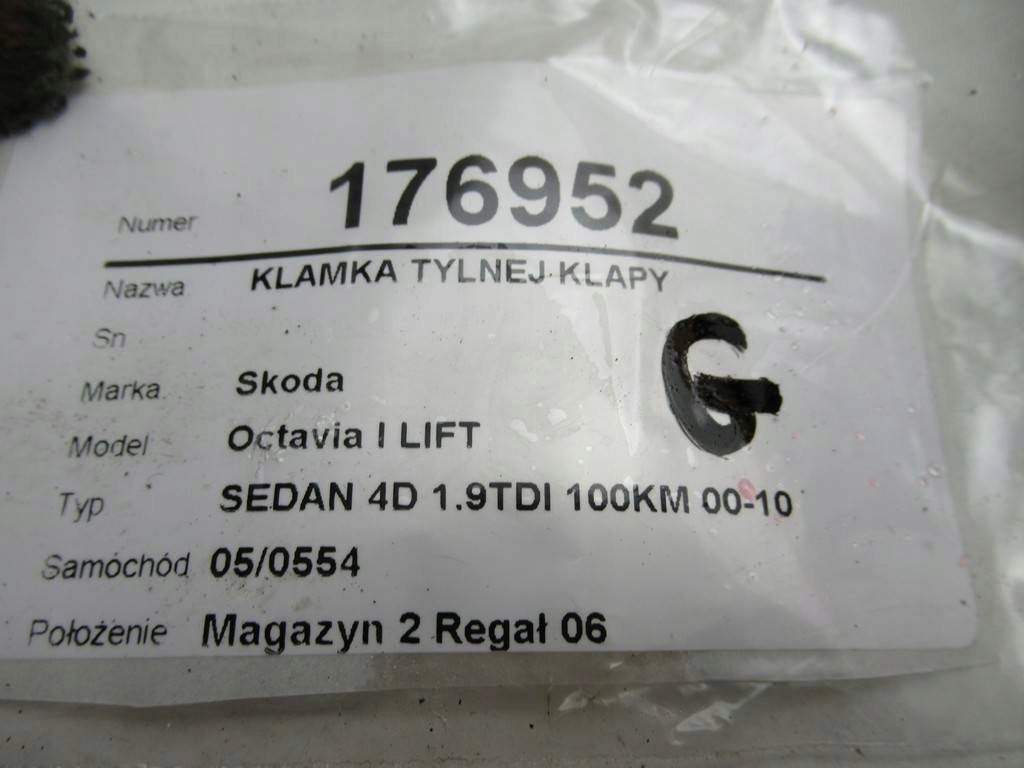 Numer 176952
Nazwa KLAMKA TYLNEJ KLAPY
Sn
G
Marka Skoda
Model Octavia I LIFT
Typ SEDAN 4D 1.9TDI 100KM 00-10
Samochód 05/0554
Położenie Magazyn 2 Regał 06